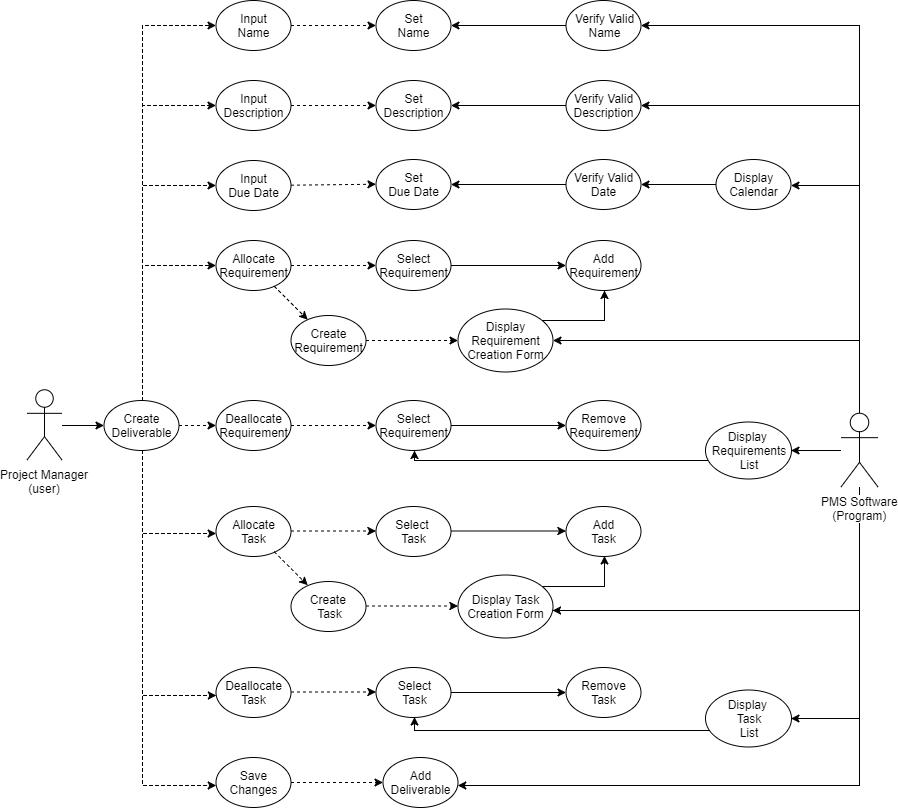 Input
Name
Set
Name
Verify Valid
Name
Input
Description
Set
Description
Verify Valid
Description
Input
Due Date
Set
Due Date
Verify Valid
Date
Display
Calendar
Allocate
Requirement
Select
Requirement
Add
Requirement
Create
Requirement
Display
Requirement
Creation Form
Project Manager
(user)
Create
Deliverable
Deallocate
Requirement
Select
Requirement
Remove
Requirement
Display
Requirements
List
PMS Software
(Program)
Allocate
Task
Select
Task
Add
Task
Create
Task
Display Task
Creation Form
Deallocate
Task
Select
Task
Remove
Task
Display
Task
List
Save
Changes
Add
Deliverable